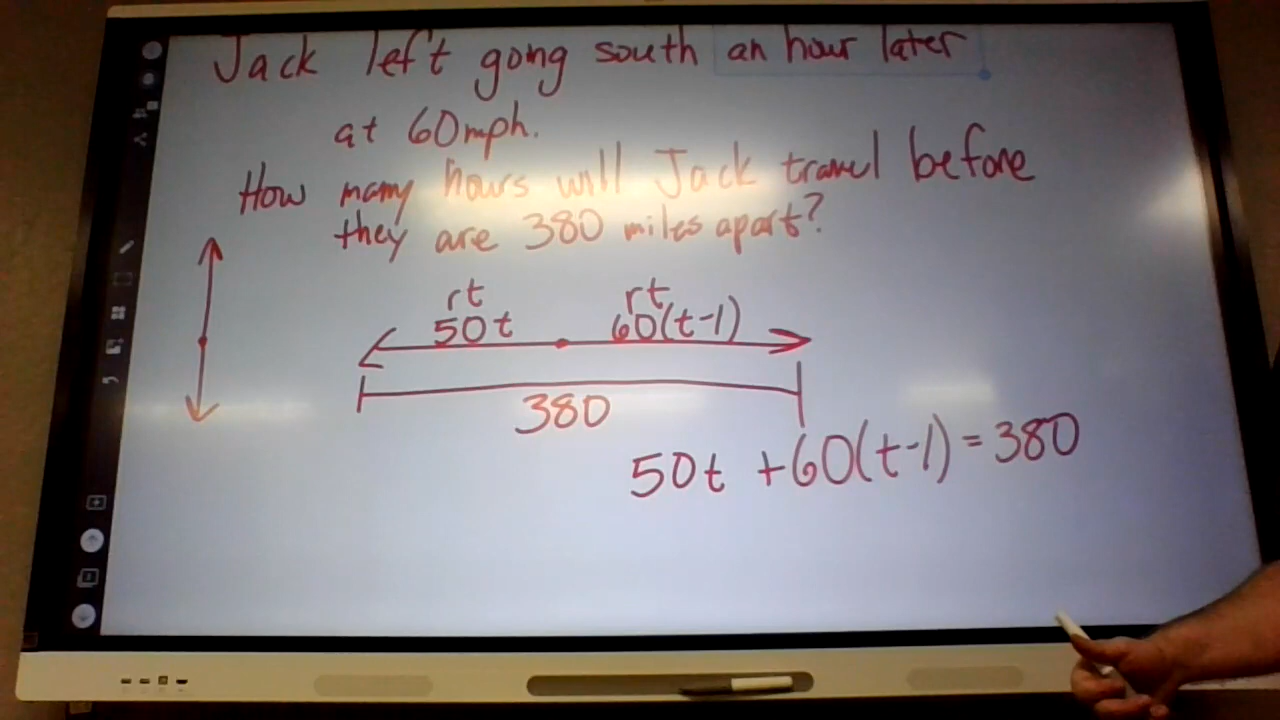 Jack left going south an hour later
at 60mph.
How many hours will Jack travel before
they are 380 miles apart?
rt rt
50t 60(t-1)
380
50t +60(t-1)=380